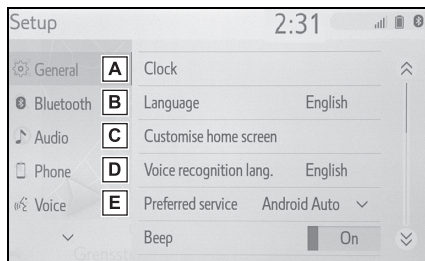 Setup 2:31
General A Clock
Bluetooth B Language English
Audio C Customise home screen
Phone D Voice recognition lang. English
Voice E Preferred service Android Auto
Beep On